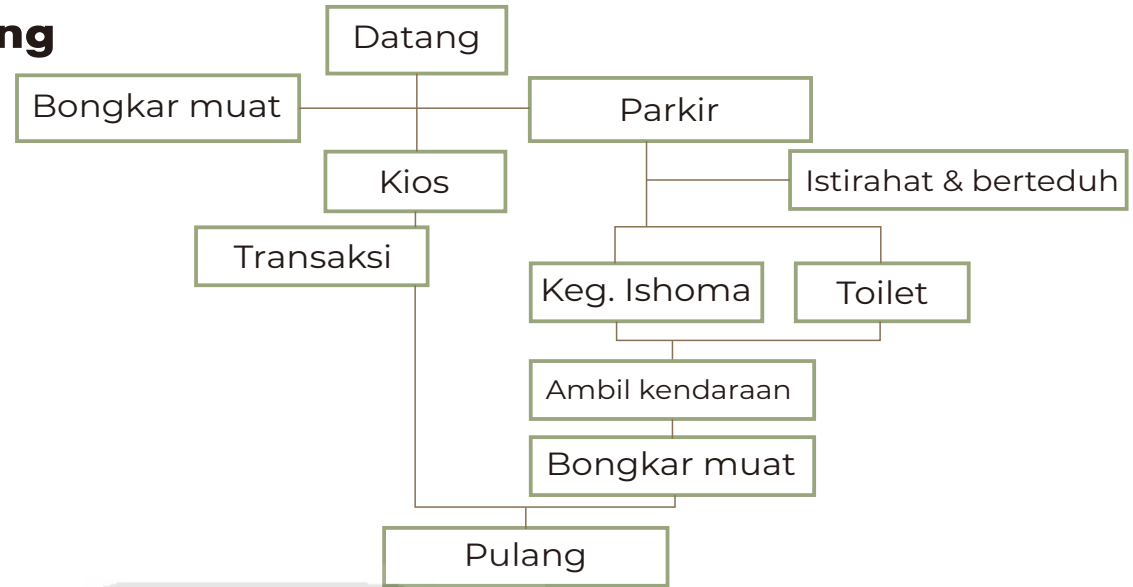 ng
Datang
Bongkar muat
Parkir
Kios
Istirahat & berteduh
Transaksi
Keg. Ishoma
Toilet
Ambil kendaraan
Bongkar muat
Pulang